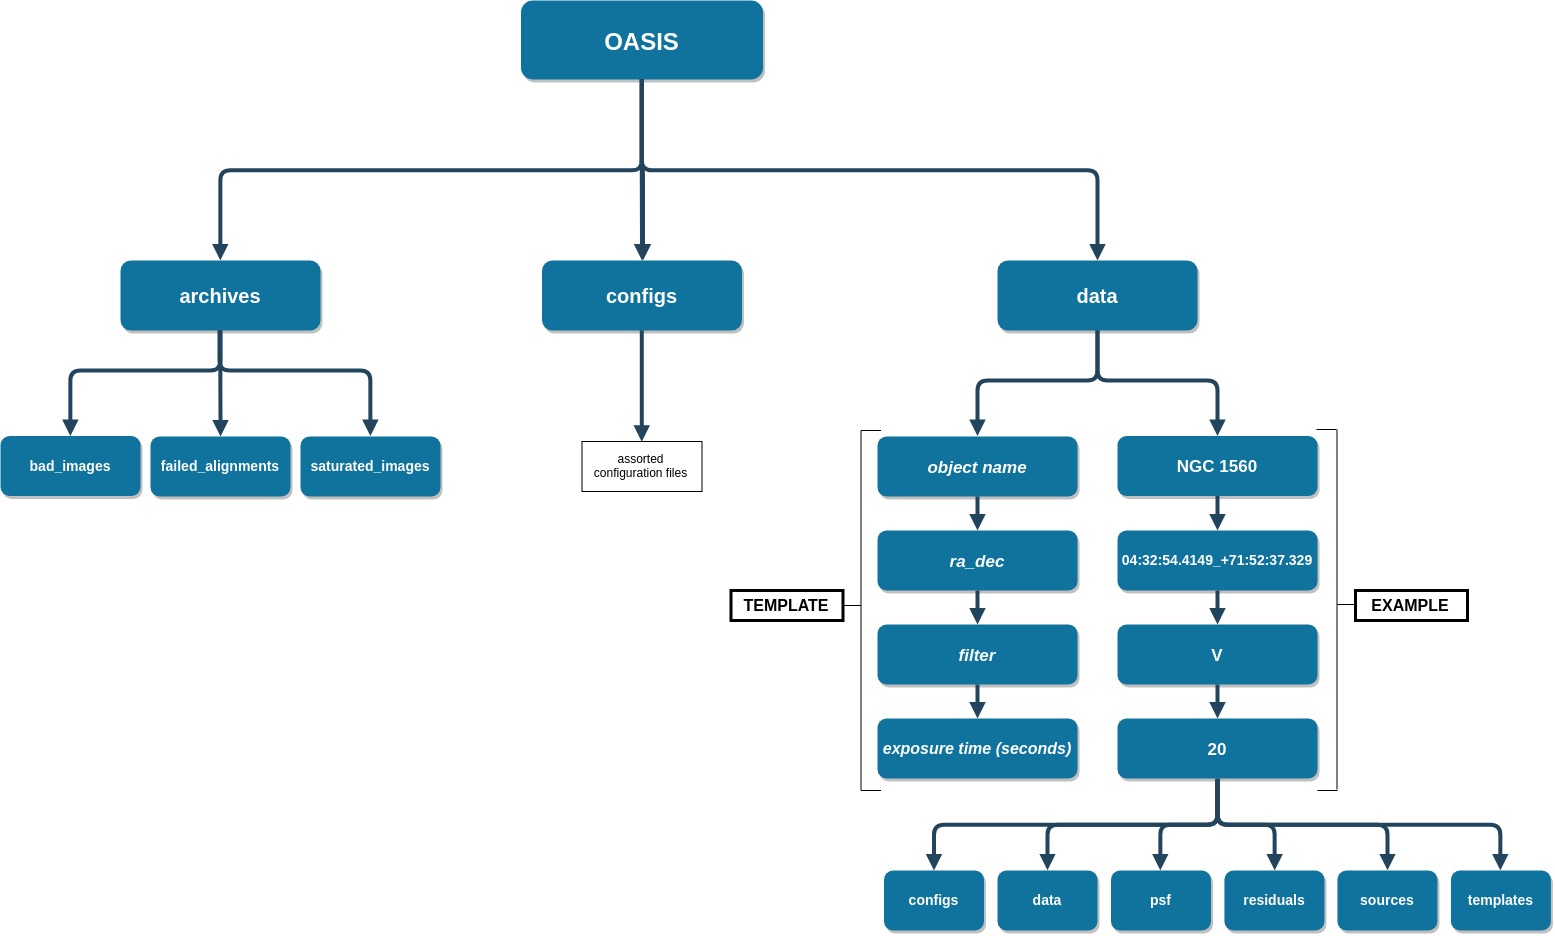 OASIS
archives
configs
data
bad_images
failed_alignments
saturated_images
assorted
configuration files
object name
NGC 1560
ra_dec
04:32:54.4149_+71:52:37.329
TEMPLATE
EXAMPLE
filter
V
exposure time (seconds)
20
configs
data
psf
residuals
sources
templates